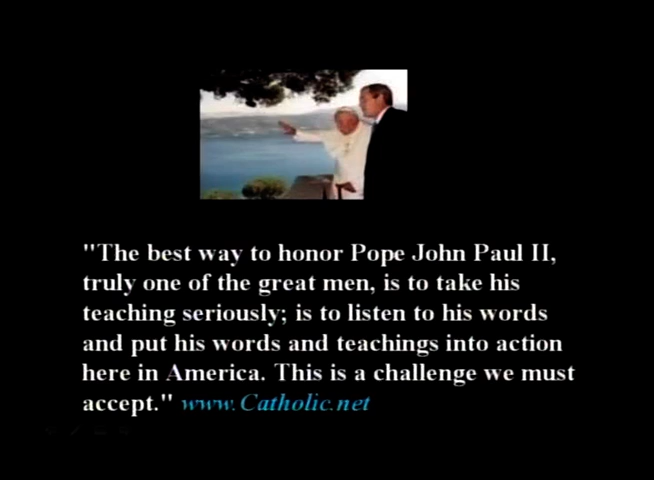 "The best way to honor Pope John Paul II,
truly one of the great men, is to take his
teaching seriously; is to listen to his words
and put his words and teachings into action
here in America. This is a challenge we must
accept." www.Catholic.net